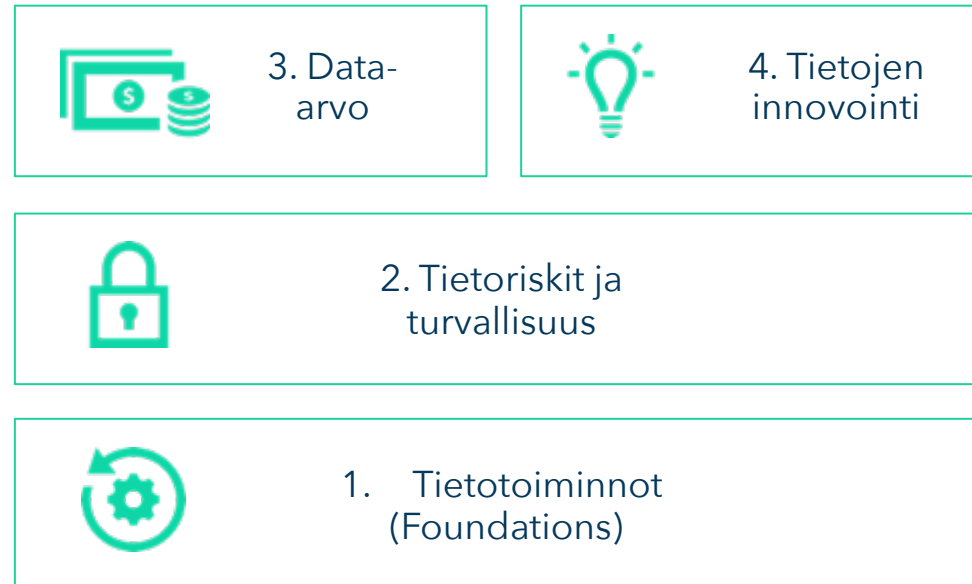 3. Data-
arvo
4. Tietojen
innovointi
2. Tietoriskit ja
turvallisuus
1. Tietotoiminnot
(Foundations)